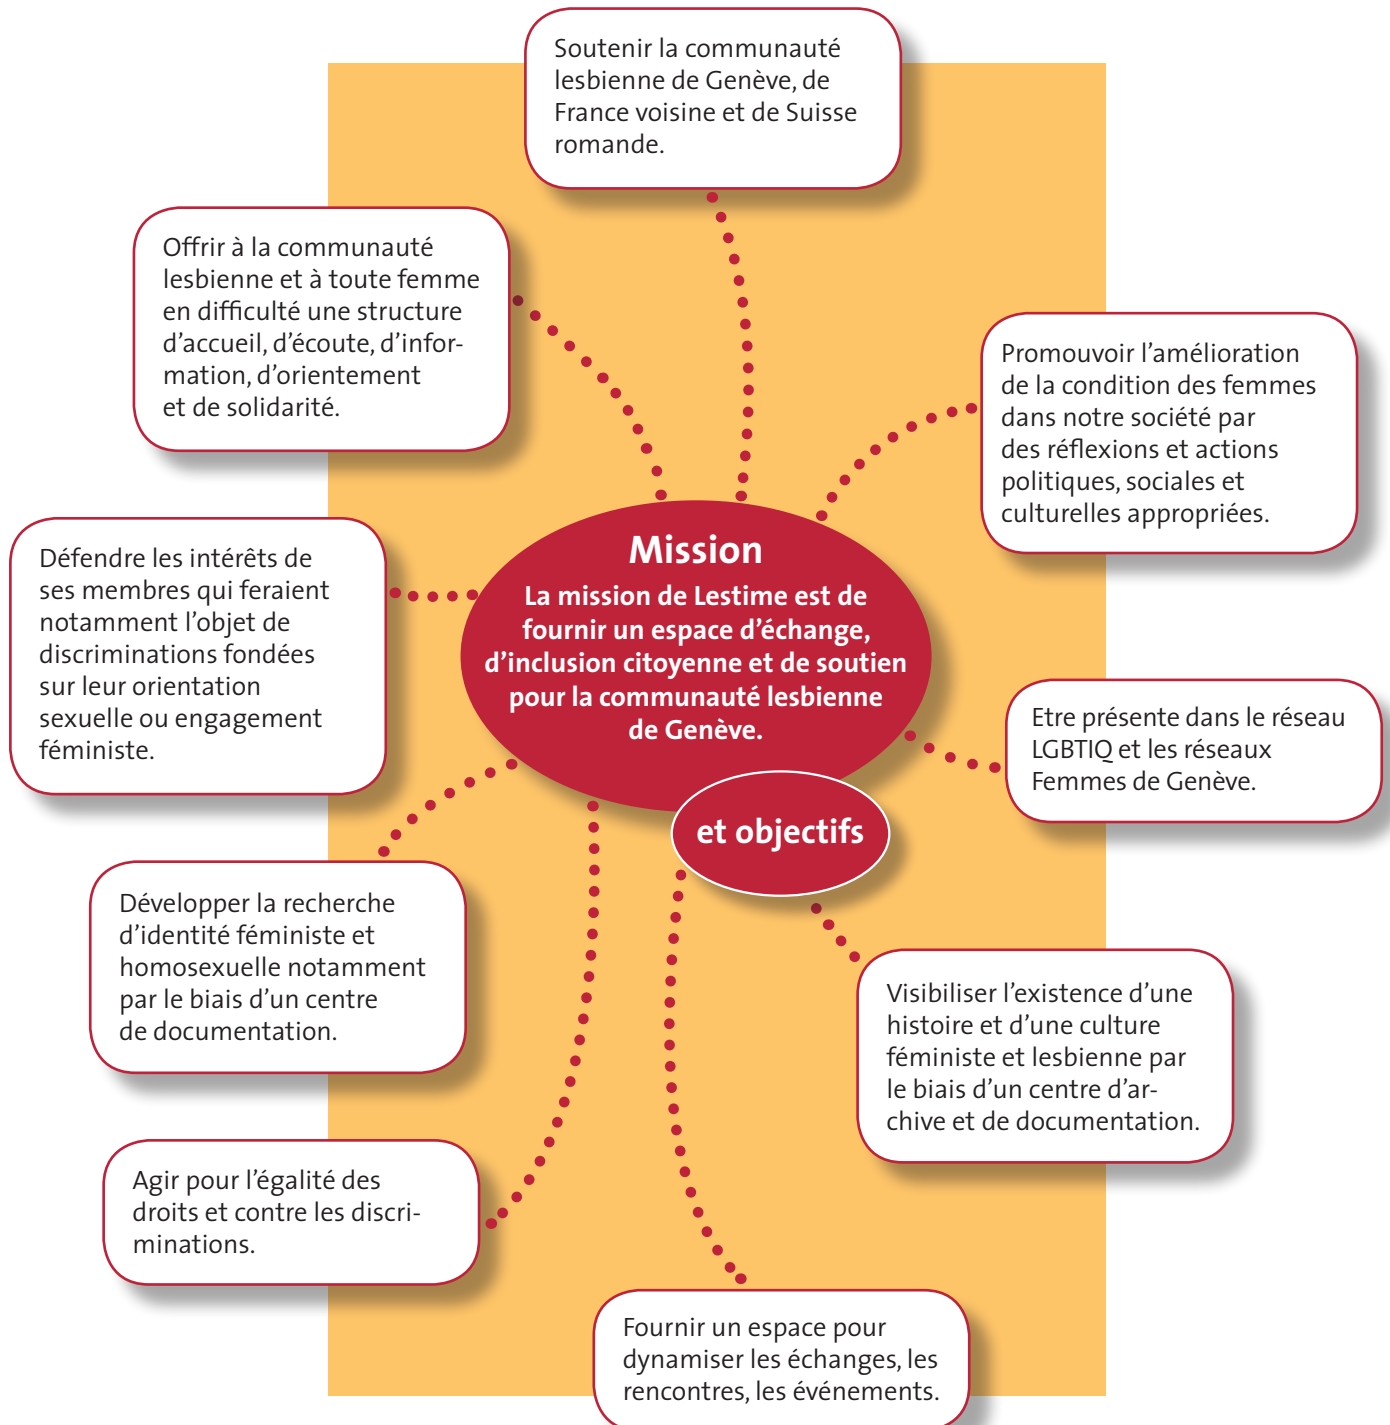 Soutenir la communauté
lesbienne de Genève, de
France voisine et de Suisse
romande.
Offrir à la communauté
lesbienne et à toute femme
en difficulté une structure
d’accueil, d’écoute, d’infor-
mation, d’orientement
et de solidarité.
Promouvoir l’amélioration
de la condition des femmes
dans notre société par
des réflexions et actions
politiques, sociales et
culturelles appropriées.
Mission
La mission de Lestime est de
fournir un espace d’échange,
d’inclusion citoyenne et de soutien
pour la communauté lesbienne
de Genève.
et objectifs
Défendre les intérêts de
ses membres qui feraient
notamment l’objet de
discriminations fondées
sur leur orientation
sexuelle ou engagement
féministe.
Etre présente dans le réseau
LGBTIQ et les réseaux
Femmes de Genève.
Développer la recherche
d’identité féministe et
homosexuelle notamment
par le biais d’un centre
de documentation.
Visibiliser l’existence d’une
histoire et d’une culture
féministe et lesbienne par
le biais d’un centre d’ar-
chive et de documentation.
Agir pour l’égalité des
droits et contre les discri-
minations.
Fournir un espace pour
dynamiser les échanges, les
rencontres, les événements.